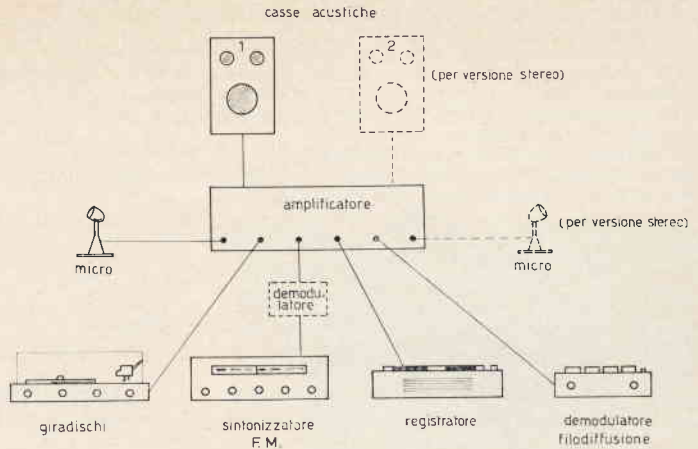 casse acustiche
1
2
(per versione stereo)
amplificatore
micro
(per versione stereo)
micro
demodu-
latore
giradischi
sintonizzatore
F.M.
registratore
demodulatore
filodiffusione